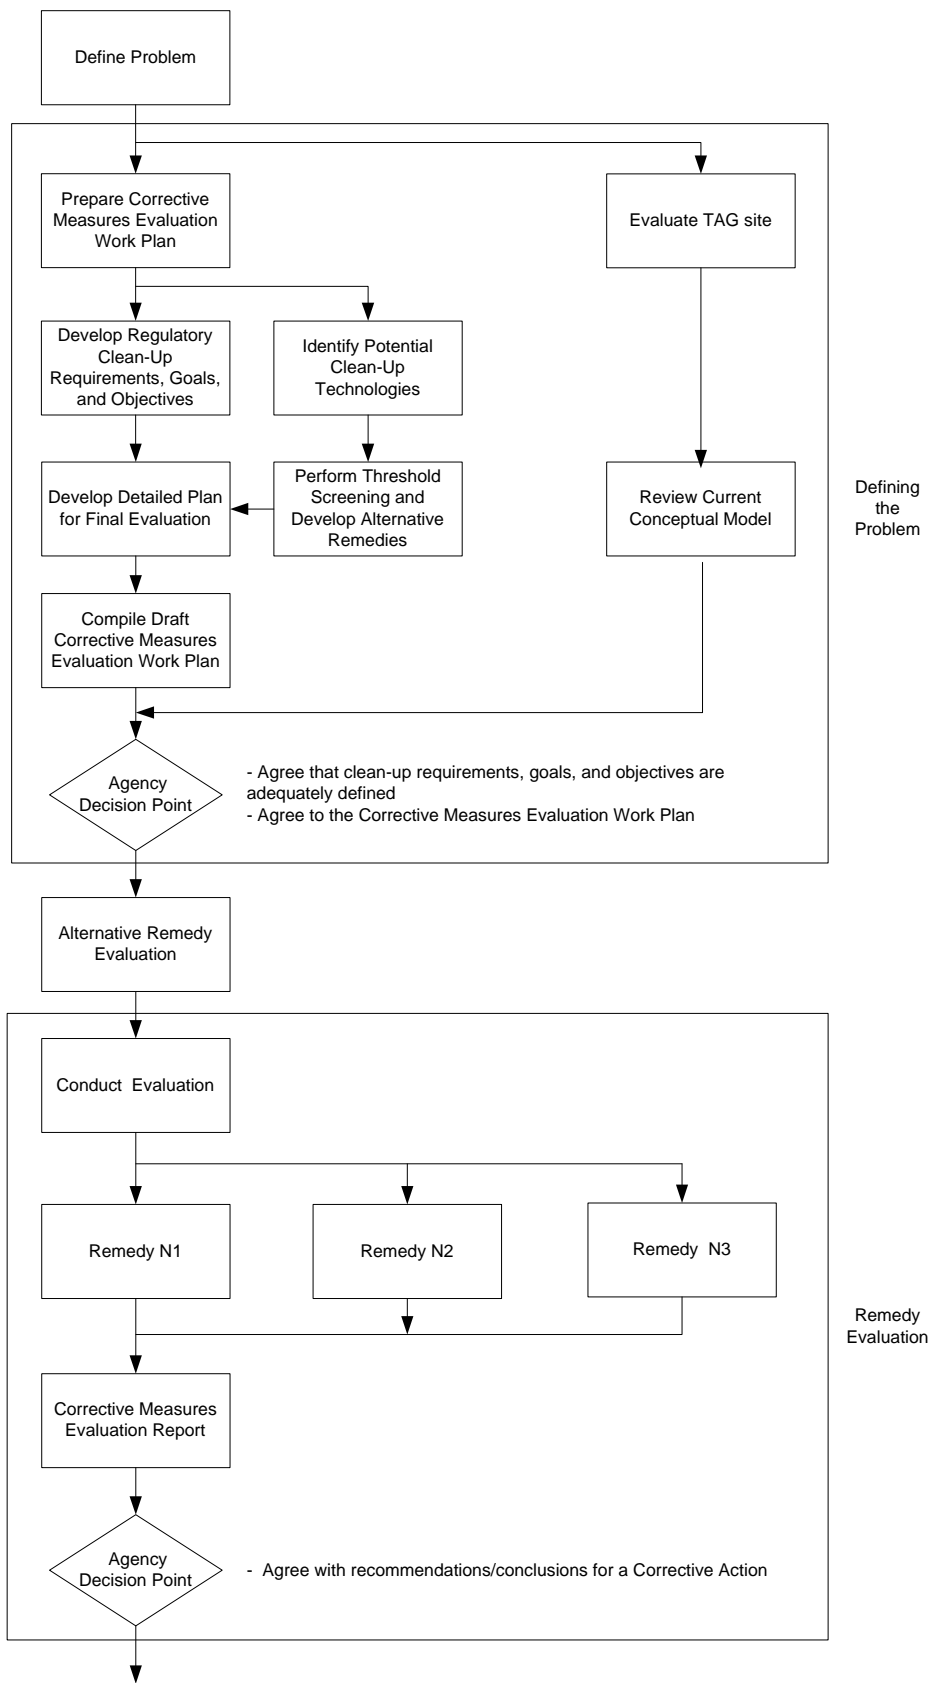 Define Problem
Prepare Corrective
Measures Evaluation
Work Plan
Evaluate TAG site
Develop Regulatory
Clean-Up
Requirements, Goals,
and Objectives
Identify Potential
Clean-Up
Technologies
Develop Detailed Plan
for Final Evaluation
Perform Threshold
Screening and
Develop Alternative
Remedies
Review Current
Conceptual Model
Defining
the
Problem
Compile Draft
Corrective Measures
Evaluation Work Plan
Agency
Decision Point
- Agree that clean-up requirements, goals, and objectives are
adequately defined
- Agree to the Corrective Measures Evaluation Work Plan
Alternative Remedy
Evaluation
Conduct Evaluation
Remedy N1
Remedy N2
Remedy N3
Remedy
Evaluation
Corrective Measures
Evaluation Report
Agency
Decision Point
- Agree with recommendations/conclusions for a Corrective Action